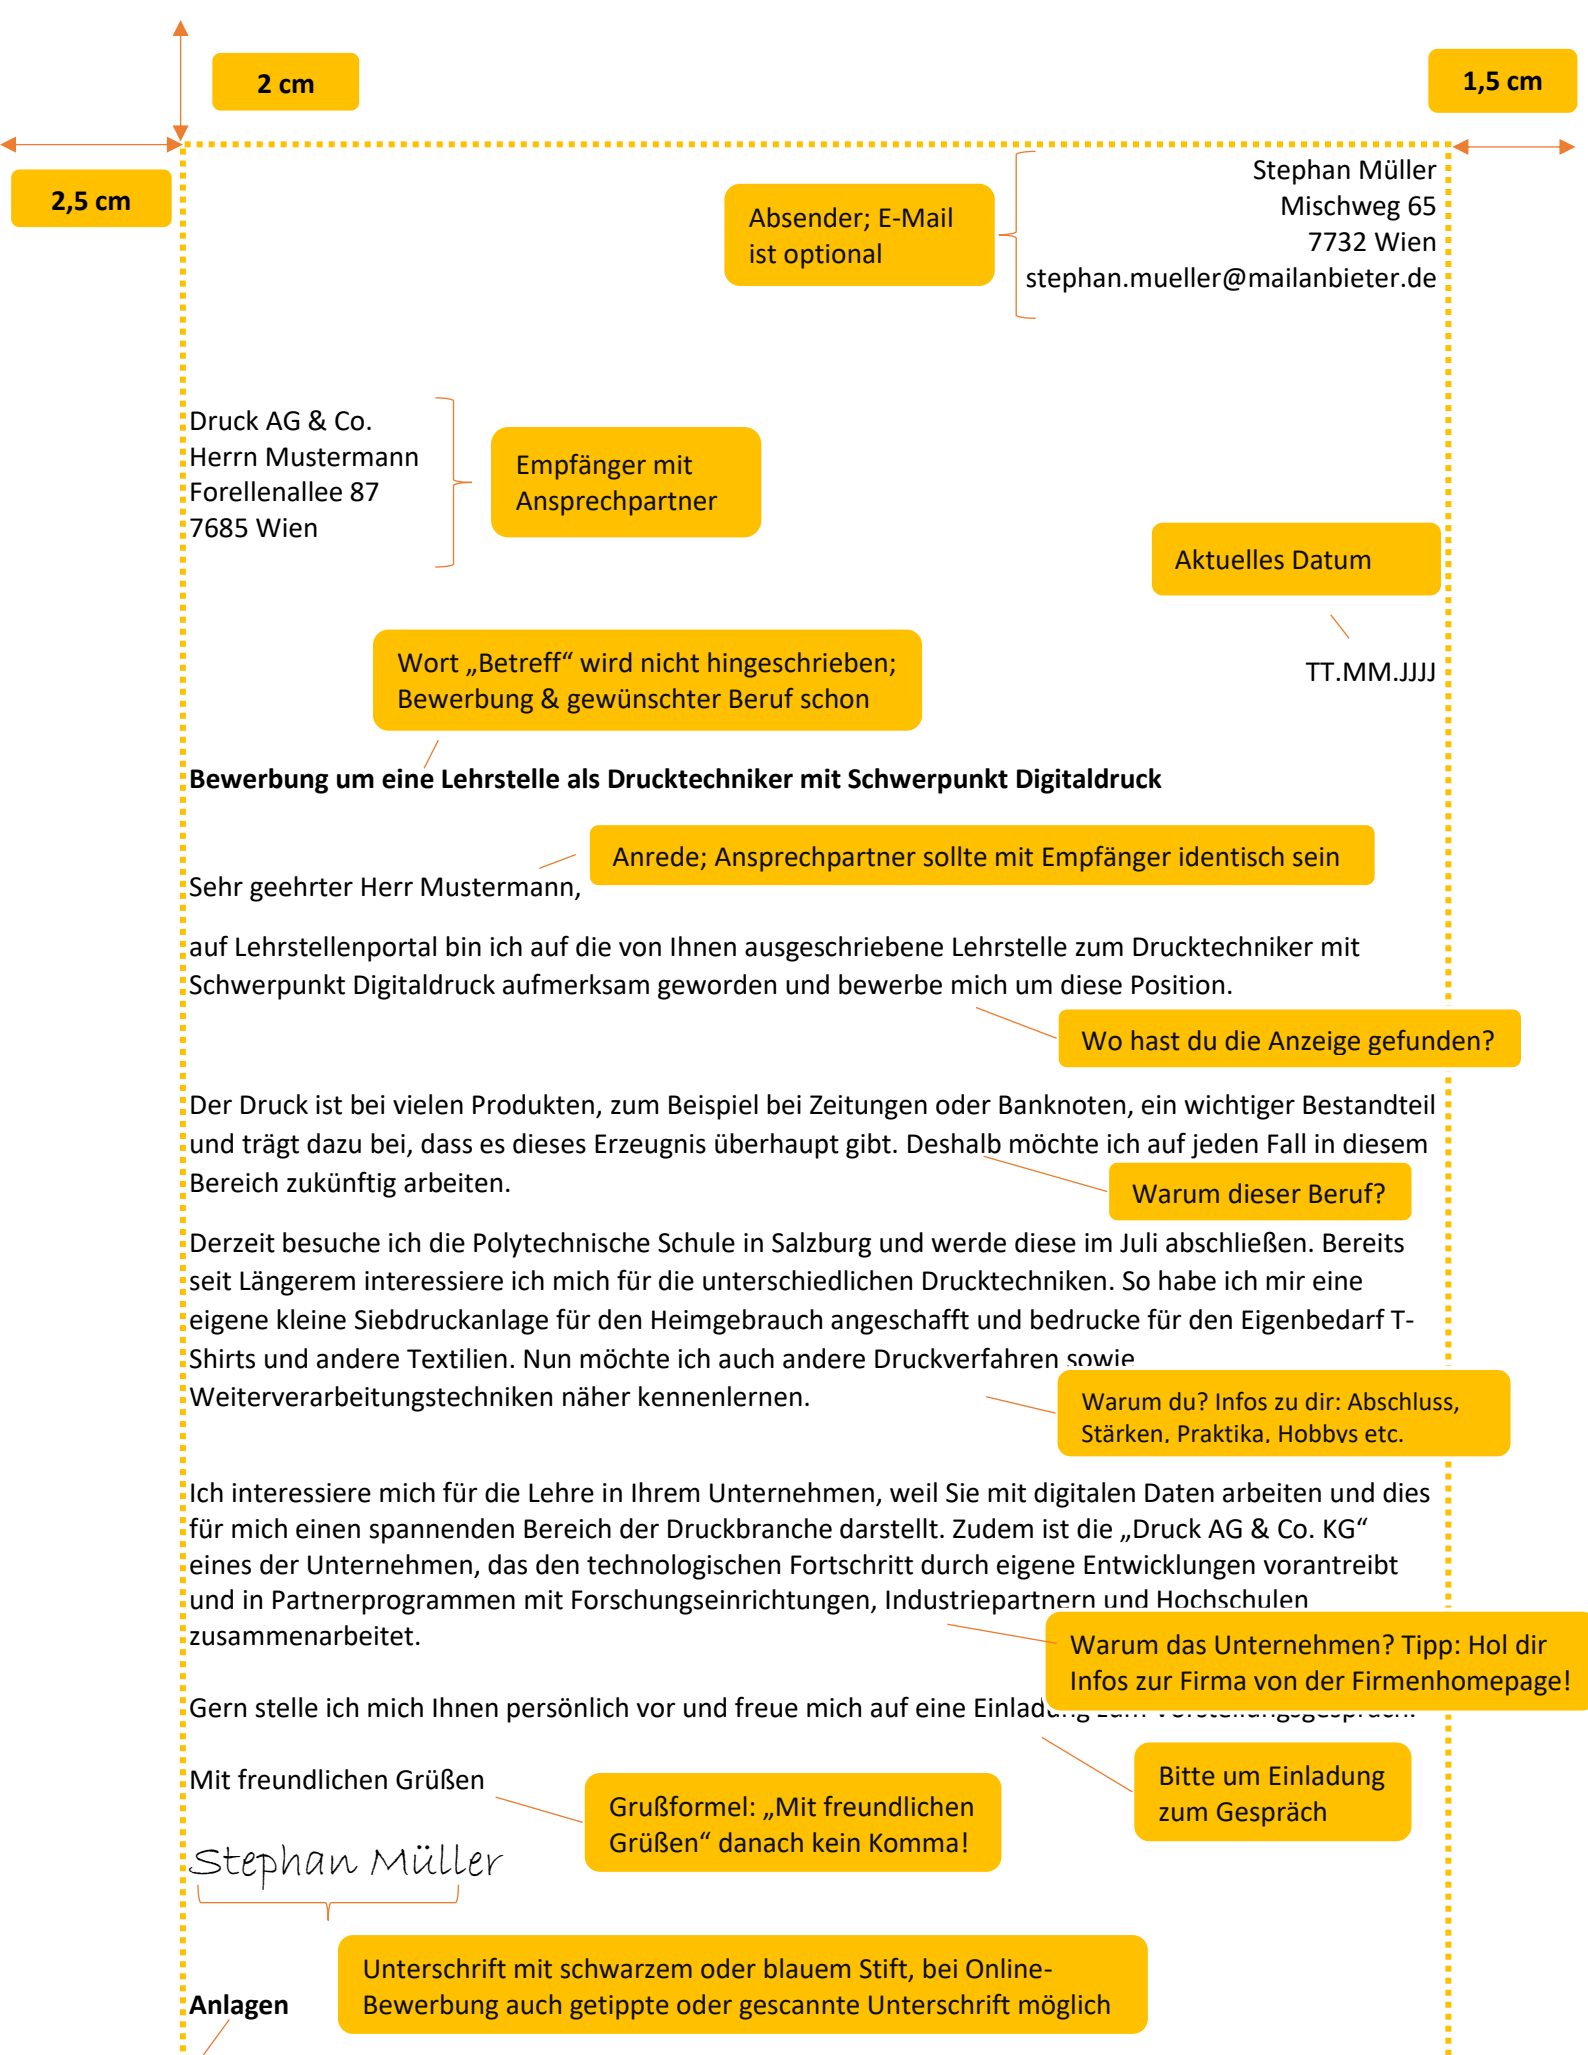 2 cm
1,5 cm
2,5 cm
Absender; E-Mail
ist optional
Stephan Müller
Mischweg 65
7732 Wien
stephan.mueller@mailanbieter.de
Druck AG & Co.
Herrn Mustermann
Forellenallee 87
7685 Wien
Empfänger mit
Ansprechpartner
Aktuelles Datum
TT.MM.JJJJ
Wort „Betreff“ wird nicht hingeschrieben;
Bewerbung & gewünschter Beruf schon
Bewerbung um eine Lehrstelle als Drucktechniker mit Schwerpunkt Digitaldruck
Anrede; Ansprechpartner sollte mit Empfänger identisch sein
Sehr geehrter Herr Mustermann,
auf Lehrstellenportal bin ich auf die von Ihnen ausgeschriebene Lehrstelle zum Drucktechniker mit
Schwerpunkt Digitaldruck aufmerksam geworden und bewerbe mich um diese Position.
Wo hast du die Anzeige gefunden?
Der Druck ist bei vielen Produkten, zum Beispiel bei Zeitungen oder Banknoten, ein wichtiger Bestandteil
und trägt dazu bei, dass es dieses Erzeugnis überhaupt gibt. Deshalb möchte ich auf jeden Fall in diesem
Bereich zukünftig arbeiten.
Warum dieser Beruf?
Derzeit besuche ich die Polytechnische Schule in Salzburg und werde diese im Juli abschließen. Bereits
seit Längerem interessiere ich mich für die unterschiedlichen Drucktechniken. So habe ich mir eine
eigene kleine Siebdruckanlage für den Heimgebrauch angeschafft und bedrucke für den Eigenbedarf T-
Shirts und andere Textilien. Nun möchte ich auch andere Druckverfahren sowie
Weiterverarbeitungstechniken näher kennenlernen.
Warum du? Infos zu dir: Abschluss,
Stärken, Praktika, Hobbys etc.
Ich interessiere mich für die Lehre in Ihrem Unternehmen, weil Sie mit digitalen Daten arbeiten und dies
für mich einen spannenden Bereich der Druckbranche darstellt. Zudem ist die „Druck AG & Co. KG“
eines der Unternehmen, das den technologischen Fortschritt durch eigene Entwicklungen vorantreibt
und in Partnerprogrammen mit Forschungseinrichtungen, Industriepartnern und Hochschulen
zusammenarbeitet.
Warum das Unternehmen? Tipp: Hol dir
Infos zur Firma von der Firmenhomepage!
Gern stelle ich mich Ihnen persönlich vor und freue mich auf eine Einladung zum Vorstellungsgespräch.
Bitte um Einladung
zum Gespräch
Mit freundlichen Grüßen
Grußformel: „Mit freundlichen
Grüßen“ danach kein Komma!
Stephan Müller
Unterschrift mit schwarzem oder blauem Stift, bei Online-
Bewerbung auch getippte oder gescannte Unterschrift möglich
Anlagen